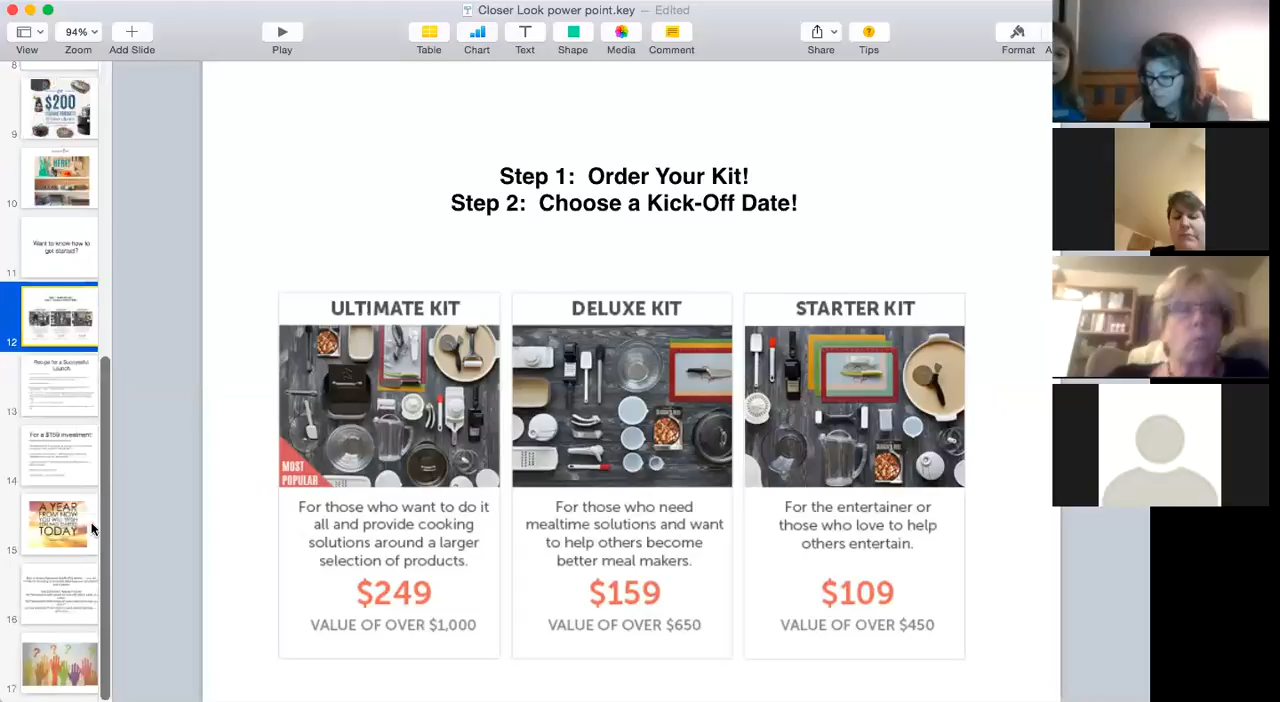 Closer Look power point.key — Edited
94%
View
Zoom
Add Slide
Play
Table
Chart
Text
Shape
Media
Comment
Share
Tips
Format
8
$200
9
HERE!
10
Want to know how to
get started?
11
12
Recipe for a Successful
Launch
13
For a $159 investment
14
A YEAR
FROM NOW
YOU WILL WISH
TODAY
15
16
? ? ?
17
Step 1: Order Your Kit!
Step 2: Choose a Kick-Off Date!
ULTIMATE KIT
MOST
POPULAR
For those who want to do it
all and provide cooking
solutions around a larger
selection of products.
$249
VALUE OF OVER $1,000
DELUXE KIT
For those who need
mealtime solutions and want
to help others become
better meal makers.
$159
VALUE OF OVER $650
STARTER KIT
For the entertainer or
those who love to help
others entertain.
$109
VALUE OF OVER $450